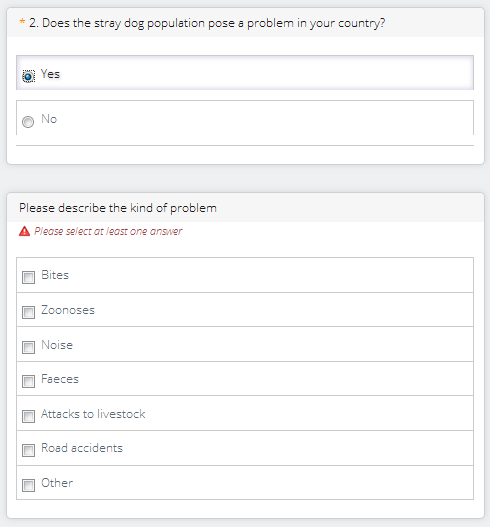 * 2. Does the stray dog population pose a problem in your country?
Yes
No
Please describe the kind of problem
Please select at least one answer
Bites
Zoonoses
Noise
Faeces
Attacks to livestock
Road accidents
Other